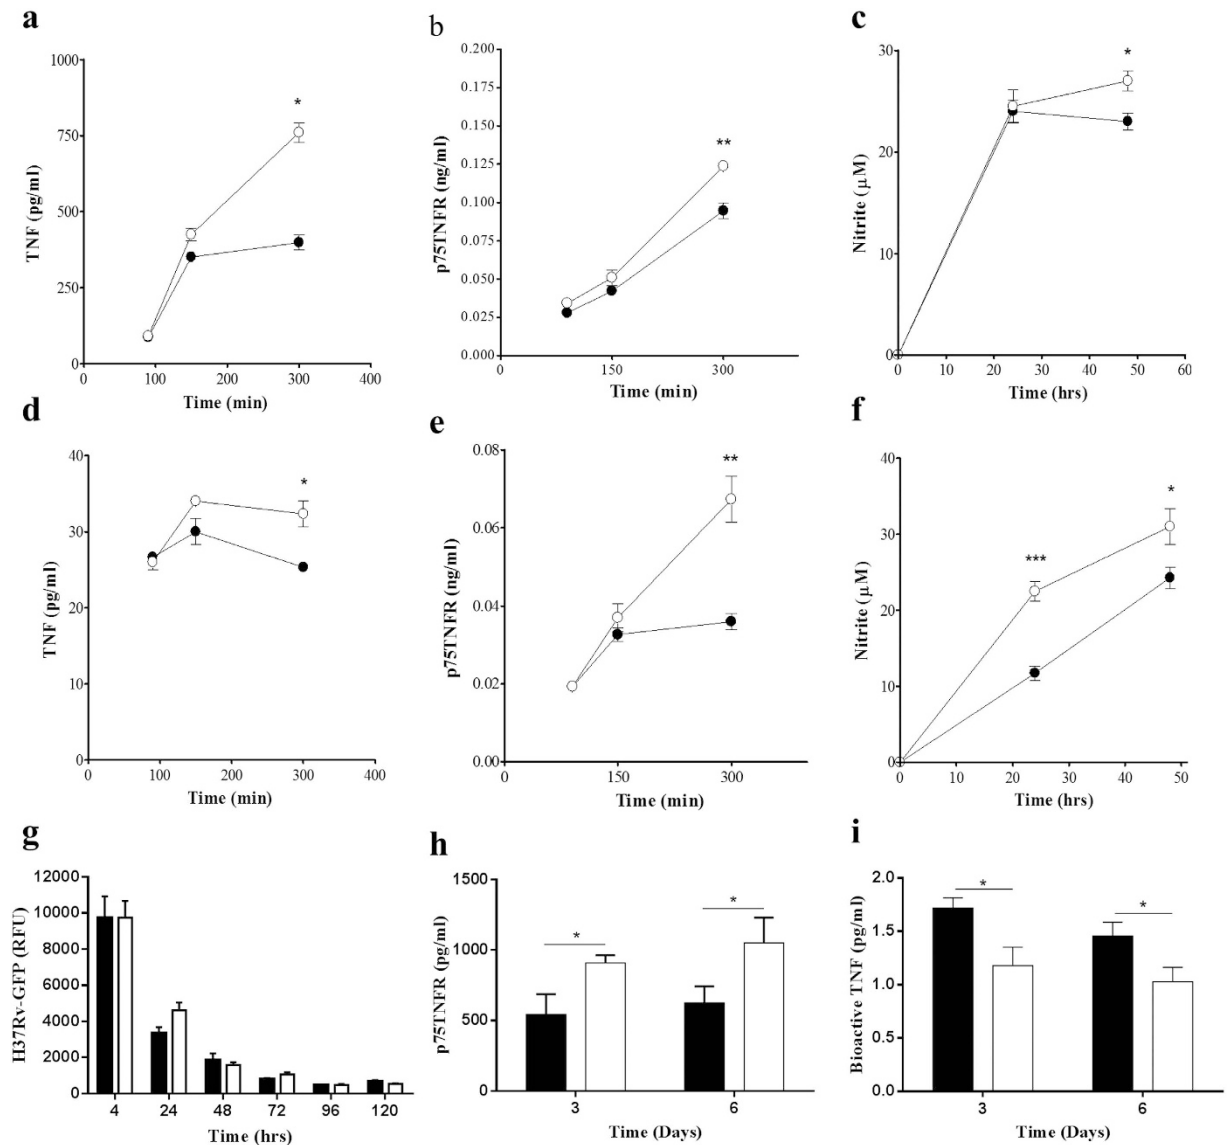 a
TNF (pg/ml)
1000
750
500
250
0
0 100 200 300 400
Time (min)
*
b
p75TNFR (ng/ml)
0.200
0.175
0.150
0.125
0.100
0.075
0.050
0.025
0.000
0 150 300
Time (min)
**
c
Nitrite (μM)
30
20
10
0
0 10 20 30 40 50 60
Time (hrs)
*
d
TNF (pg/ml)
40
30
20
10
0
0 100 200 300 400
Time (min)
*
e
p75TNFR (ng/ml)
0.08
0.06
0.04
0.02
0.00
0 150 300
Time (min)
**
f
Nitrite (μM)
40
30
20
10
0
0 10 20 30 40 50
Time (hrs)
***
*
g
H37Rv-GFP (RFU)
12000
10000
8000
6000
4000
2000
0
4 24 48 72 96 120
Time (hrs)
h
p75TNFR (pg/ml)
1500
1000
500
0
3 6
Time (Days)
*
*
i
Bioactive TNF (pg/ml)
2.0
1.5
1.0
0.5
0.0
3 6
Time (Days)
*
*